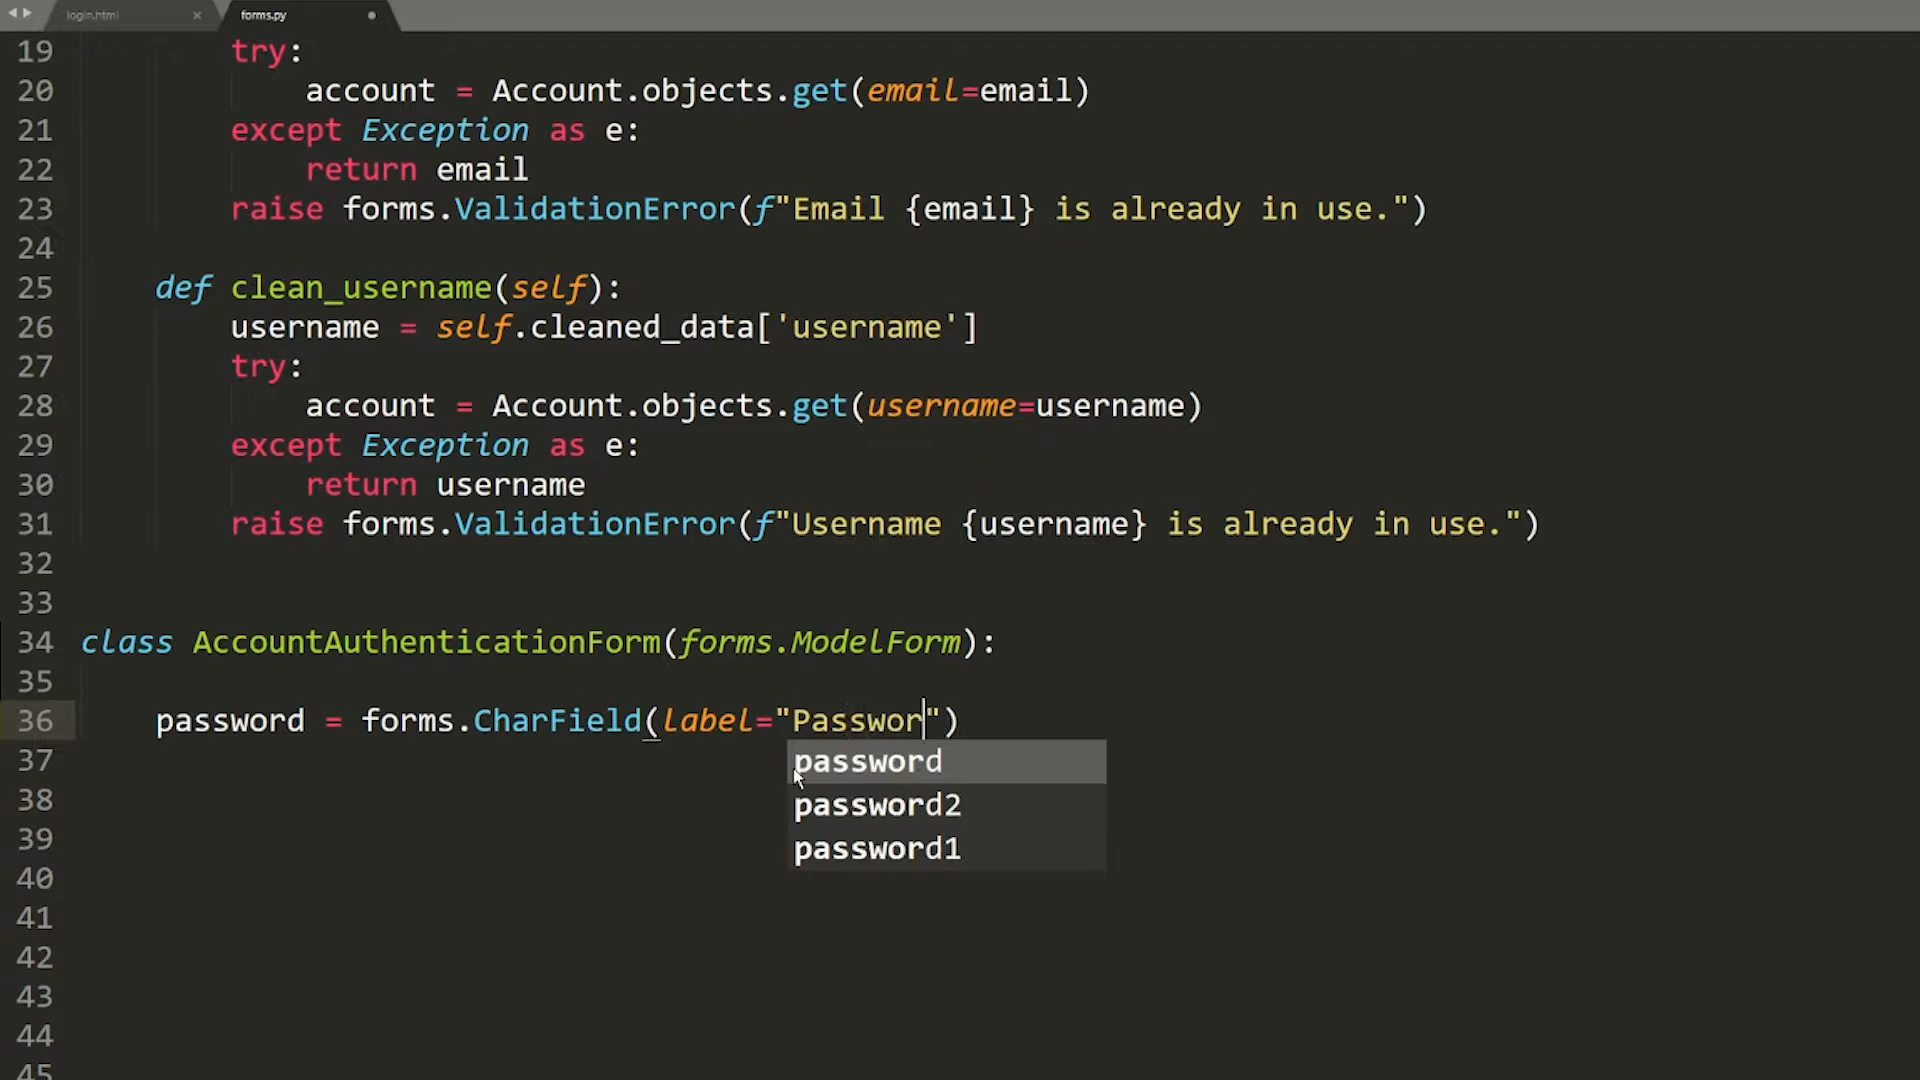 login.html × forms.py
19 try:
20 account = Account.objects.get(email=email)
21 except Exception as e:
22 return email
23 raise forms.ValidationError(f"Email {email} is already in use.")
24
25 def clean_username(self):
26 username = self.cleaned_data['username']
27 try:
28 account = Account.objects.get(username=username)
29 except Exception as e:
30 return username
31 raise forms.ValidationError(f"Username {username} is already in use.")
32
33
34 class AccountAuthenticationForm(forms.ModelForm):
35
36 password = forms.CharField(label="Passwor")
37 password
38 password2
39 password1
40
41
42
43
44
45